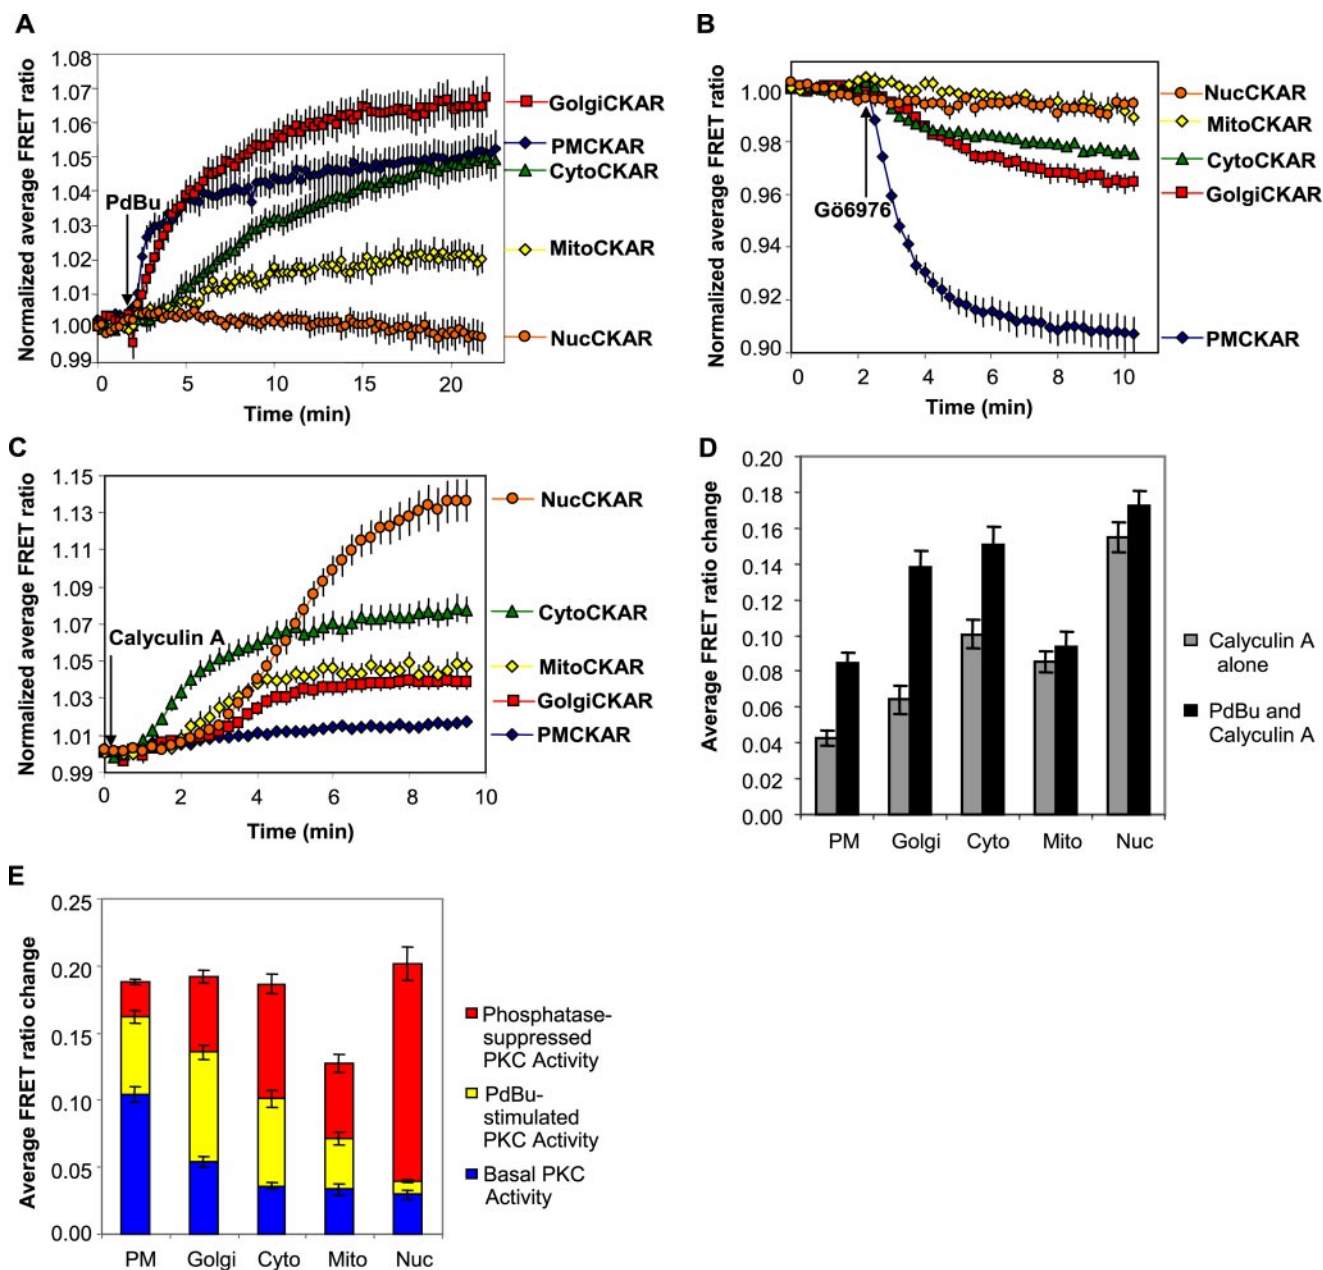 A
Normalized average FRET ratio
1.08
1.07
1.06
1.05
1.04
1.03
1.02
1.01
1.00
0.99
PdBu
GolgiCKAR
PMCKAR
CytoCKAR
MitoCKAR
NucCKAR
0 5 10 15 20
Time (min)
B
Normalized average FRET ratio
1.00
0.98
0.96
0.94
0.92
0.90
Gö6976
NucCKAR
MitoCKAR
CytoCKAR
GolgiCKAR
PMCKAR
0 2 4 6 8 10
Time (min)
C
Normalized average FRET ratio
1.15
1.13
1.11
1.09
1.07
1.05
1.03
1.01
0.99
Calyculin A
NucCKAR
CytoCKAR
MitoCKAR
GolgiCKAR
PMCKAR
0 2 4 6 8 10
Time (min)
D
Average FRET ratio change
0.20
0.18
0.16
0.14
0.12
0.10
0.08
0.06
0.04
0.02
0.00
PM Golgi Cyto Mito Nuc
Calyculin A
alone
PdBu and
Calyculin A
E
Average FRET ratio change
0.25
0.20
0.15
0.10
0.05
0.00
PM Golgi Cyto Mito Nuc
Phosphatase-
suppressed
PKC Activity
PdBu-
stimulated
PKC Activity
Basal PKC
Activity